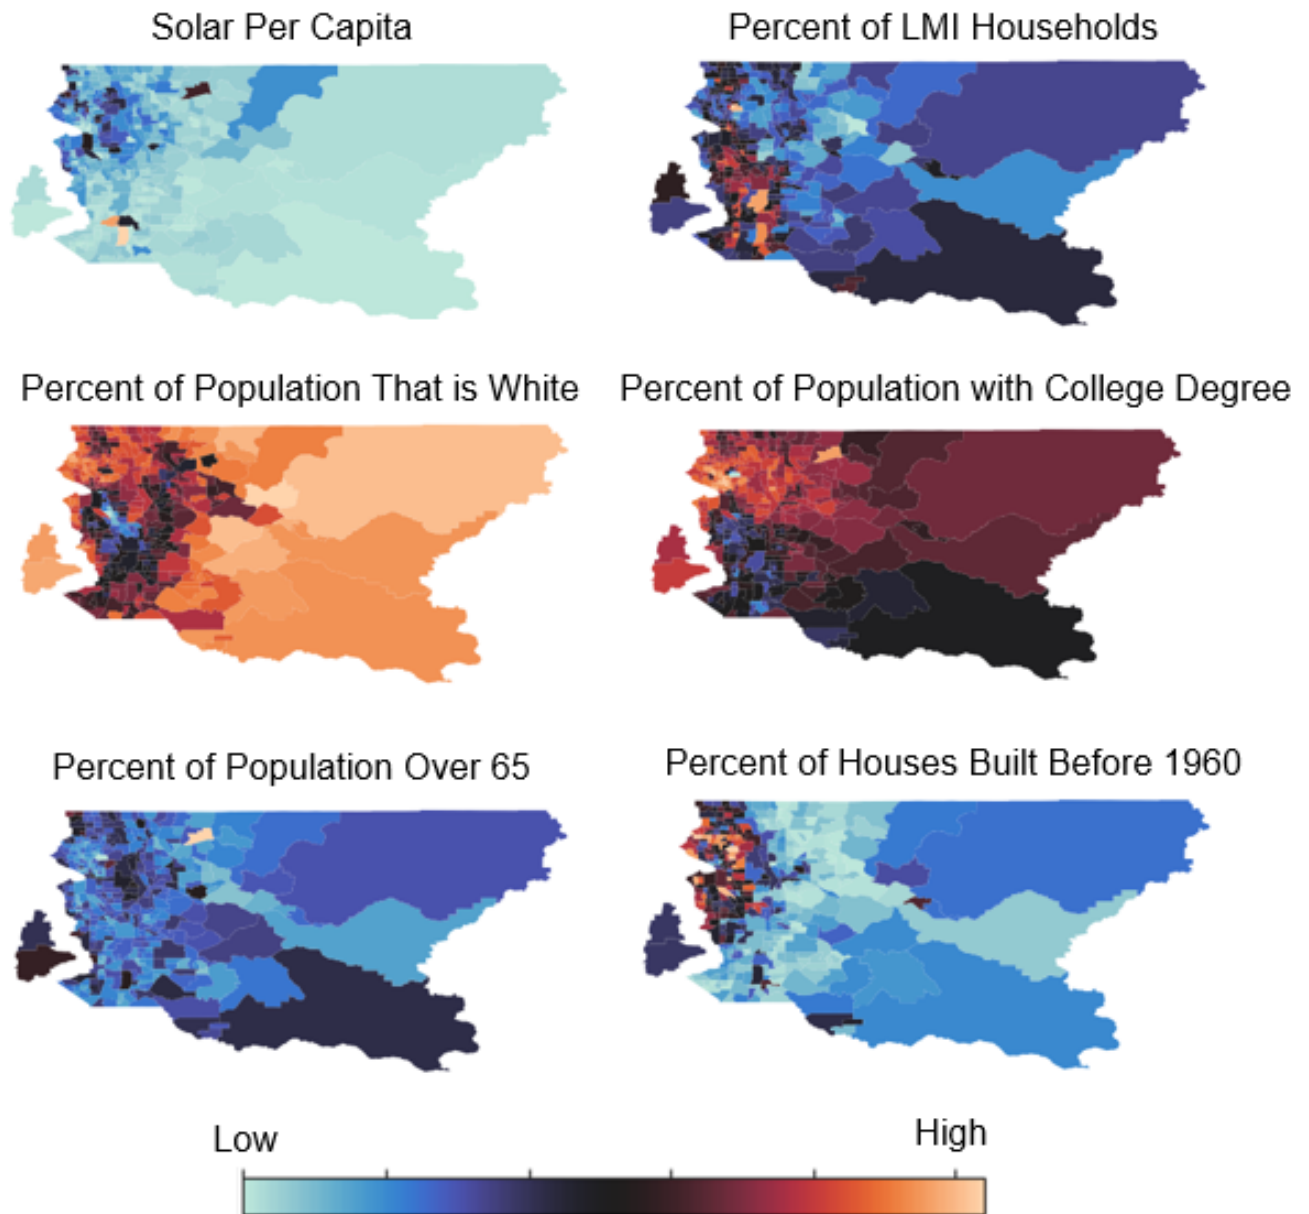 Solar Per Capita
Percent of LMI Households
Percent of Population That is White
Percent of Population with College Degree
Percent of Population Over 65
Percent of Houses Built Before 1960
Low
High